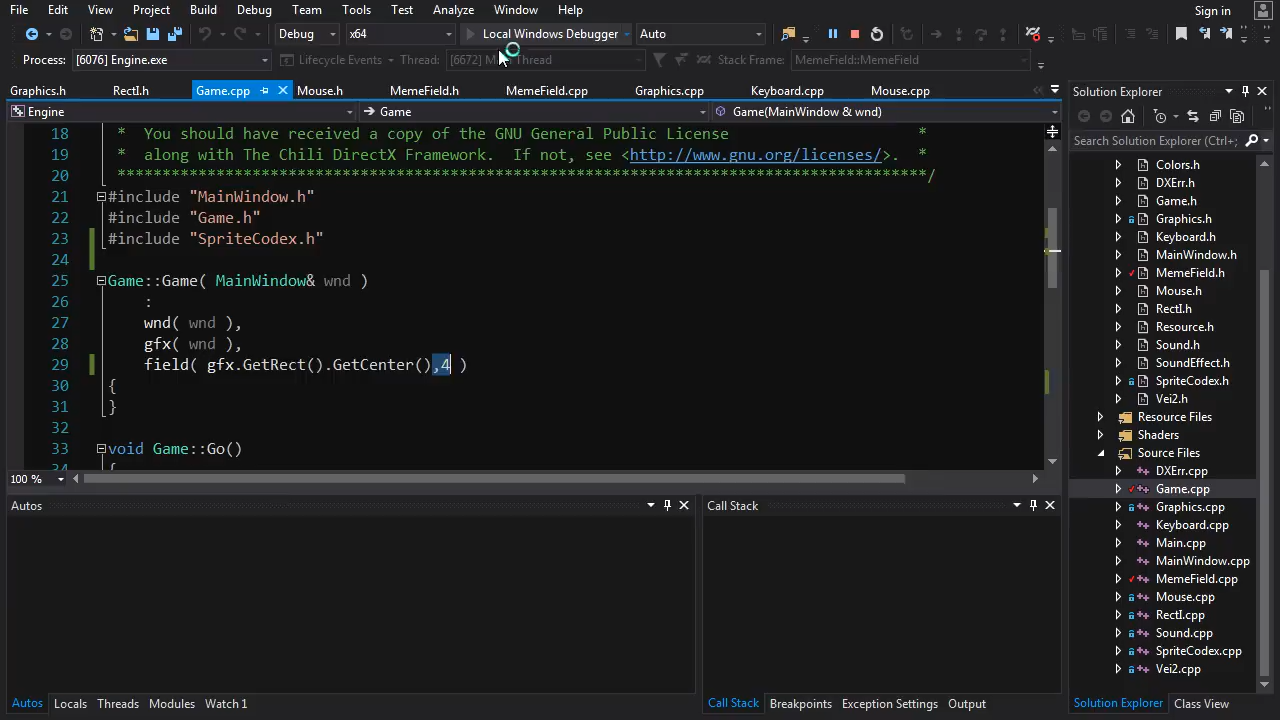 File Edit View Project Build Debug Team Tools Test Analyze Window Help
Sign in
Debug x64 Local Windows Debugger Auto
Process: [6076] Engine.exe Lifecycle Events Thread: Thread Stack Frame: MemeField::MemeField
Graphics.h RectI.h Game.cpp Mouse.h MemeField.h MemeField.cpp Graphics.cpp Keyboard.cpp Mouse.cpp
Engine Game Game(MainWindow & wnd)
18 * You should have received a copy of the GNU General Public License *
19 * along with The Chili DirectX Framework. If not, see <http://www.gnu.org/licenses/>. *
20 ******************************************************************************************/
21 #include "MainWindow.h"
22 #include "Game.h"
23 #include "SpriteCodex.h"
24
25 Game::Game( MainWindow& wnd )
26 :
27 wnd( wnd ),
28 gfx( wnd ),
29 field( gfx.GetRect().GetCenter(),4 )
30 {
31 }
32
33 void Game::Go()
34 {
100 %
Autos
Call Stack
Autos Locals Threads Modules Watch 1
Call Stack Breakpoints Exception Settings Output
Solution Explorer
Search Solution Explorer (Ctrl+;
Colors.h
DXErr.h
Game.h
Graphics.h
Keyboard.h
MainWindow.h
MemeField.h
Mouse.h
RectI.h
Resource.h
Sound.h
SoundEffect.h
SpriteCodex.h
Vei2.h
Resource Files
Shaders
Source Files
DXErr.cpp
Game.cpp
Graphics.cpp
Keyboard.cpp
Main.cpp
MainWindow.cpp
MemeField.cpp
Mouse.cpp
RectI.cpp
Sound.cpp
SpriteCodex.cpp
Vei2.cpp
Solution Explorer Class View